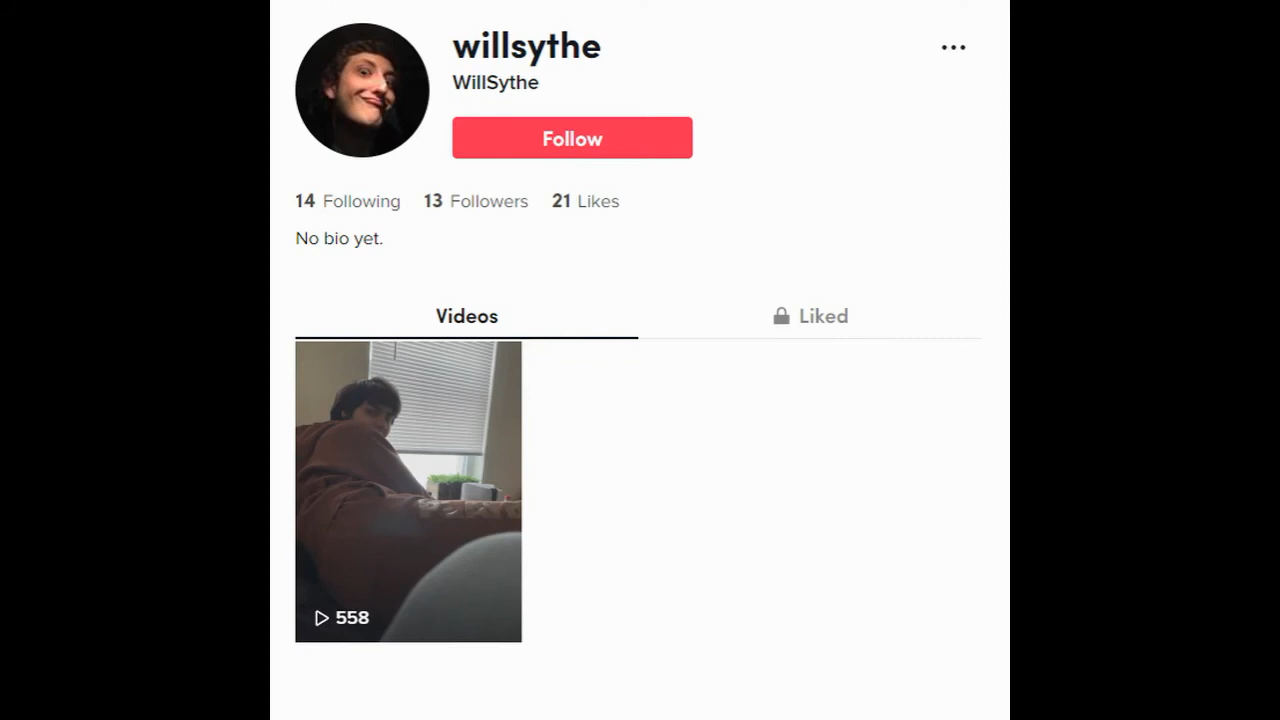 willsythe
WillSythe
Follow
14 Following 13 Followers 21 Likes
No bio yet.
Videos Liked
558